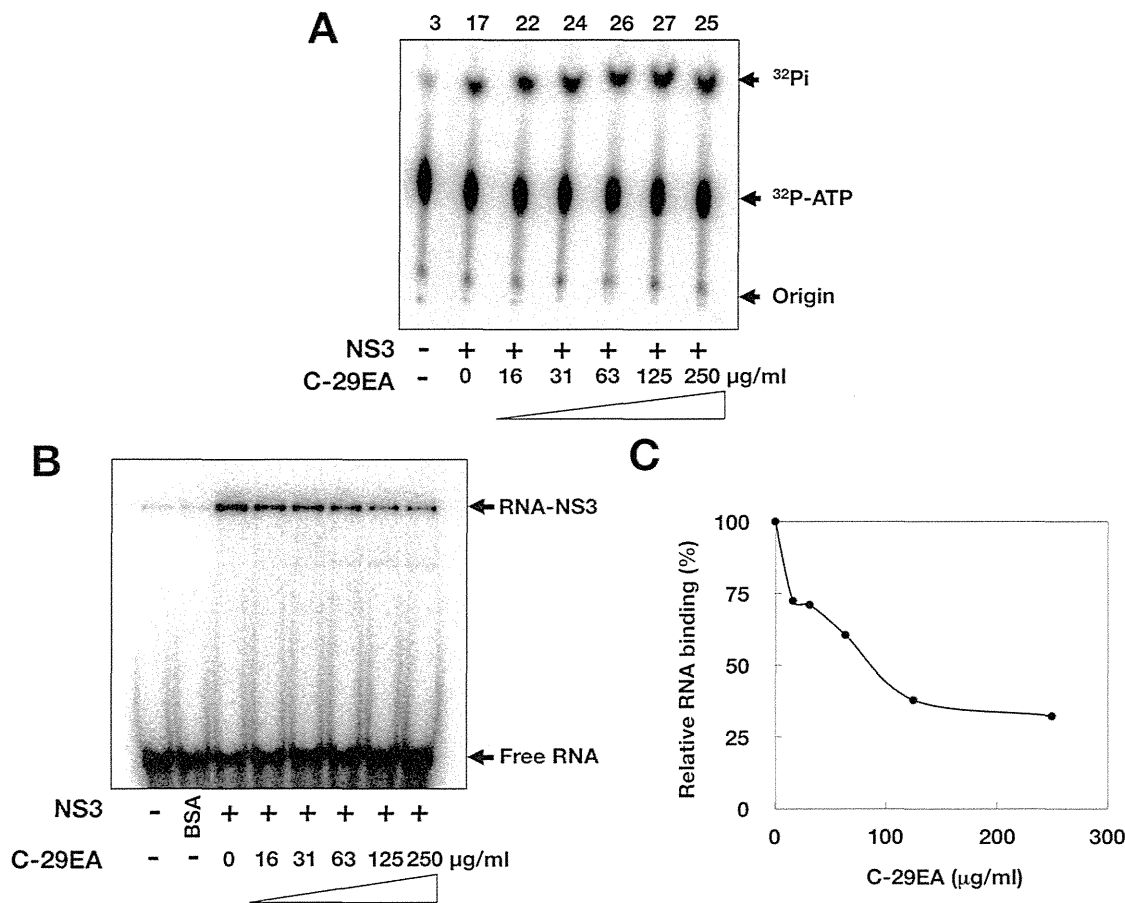 A
3 17 22 24 26 27 25
32Pi
32P-ATP
Origin
NS3 - + + + + + +
C-29EA - 0 16 31 63 125 250 µg/ml
B
RNA-NS3
Free RNA
NS3 - BSA + + + + + +
C-29EA - - 0 16 31 63 125 250 µg/ml
C
Relative RNA binding (%)
100
75
50
25
0
0 100 200 300
C-29EA (µg/ml)